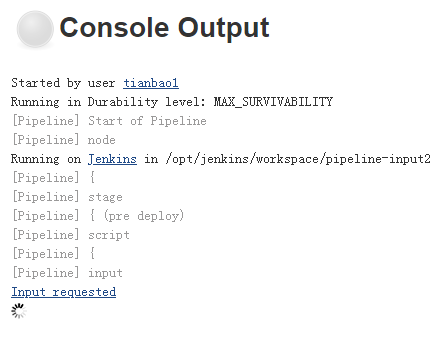 Console Output
Started by user tianbao1
Running in Durability level: MAX_SURVIVABILITY
[Pipeline] Start of Pipeline
[Pipeline] node
Running on Jenkins in /opt/jenkins/workspace/pipeline-input2
[Pipeline] {
[Pipeline] stage
[Pipeline] { (pre deploy)
[Pipeline] script
[Pipeline] {
[Pipeline] input
Input requested